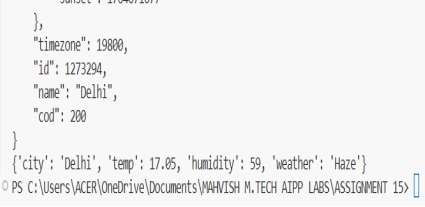 },
"timezone": 19800,
"id": 1273294,
"name": "Delhi",
"cod": 200
}
{'city': 'Delhi', 'temp': 17.05, 'humidity': 59, 'weather': 'Haze'}
PS C:\Users\ACER\OneDrive\Documents\MAHVISH M.TECH AIPP LABS\ASSIGNMENT 15>